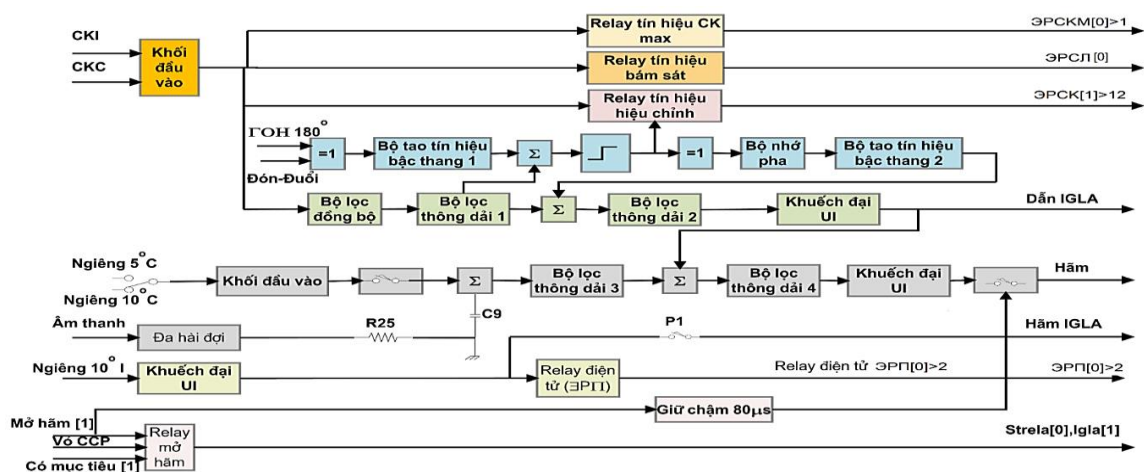 CKI
CKC
Khối
đầu
vào
Relay tín hiệu CK
max
ЭРСКМ[0]>1
Relay tín hiệu
bám sát
ЭРСЛ[0]
Relay tín hiệu
hiệu chỉnh
ЭРСК[1]>12
ГОН 180°
Đón-Đuổi
=1
Bộ tao tín hiệu
bậc thang 1
Σ
=1
Bộ nhớ
pha
Bộ tao tín hiệu
bậc thang 2
Bộ lọc
đồng bộ
Bộ lọc
thông dải 1
Σ
Bộ lọc
thông dải 2
Khuếch đại
UI
Dẫn IGLA
Ngiêng 5°C
Ngiêng 10°C
Khối đầu vào
Σ
Bộ lọc
thông dải 3
Σ
Bộ lọc
thông dải 4
Khuếch đại
UI
Hãm
C9
Âm thanh
Đa hài đợi
R25
P1
Hãm IGLA
Ngiêng 10° I
Khuếch đại
UI
Relay điện
tử (ЭРП)
Relay điện tử ЭРП[0]>2
ЭРП[0]>2
Giữ chậm 80μs
Mở hãm [1]
Vó CCP
Có mục tiêu [1]
Relay
mở
hãm
Strela[0],Igla[1]